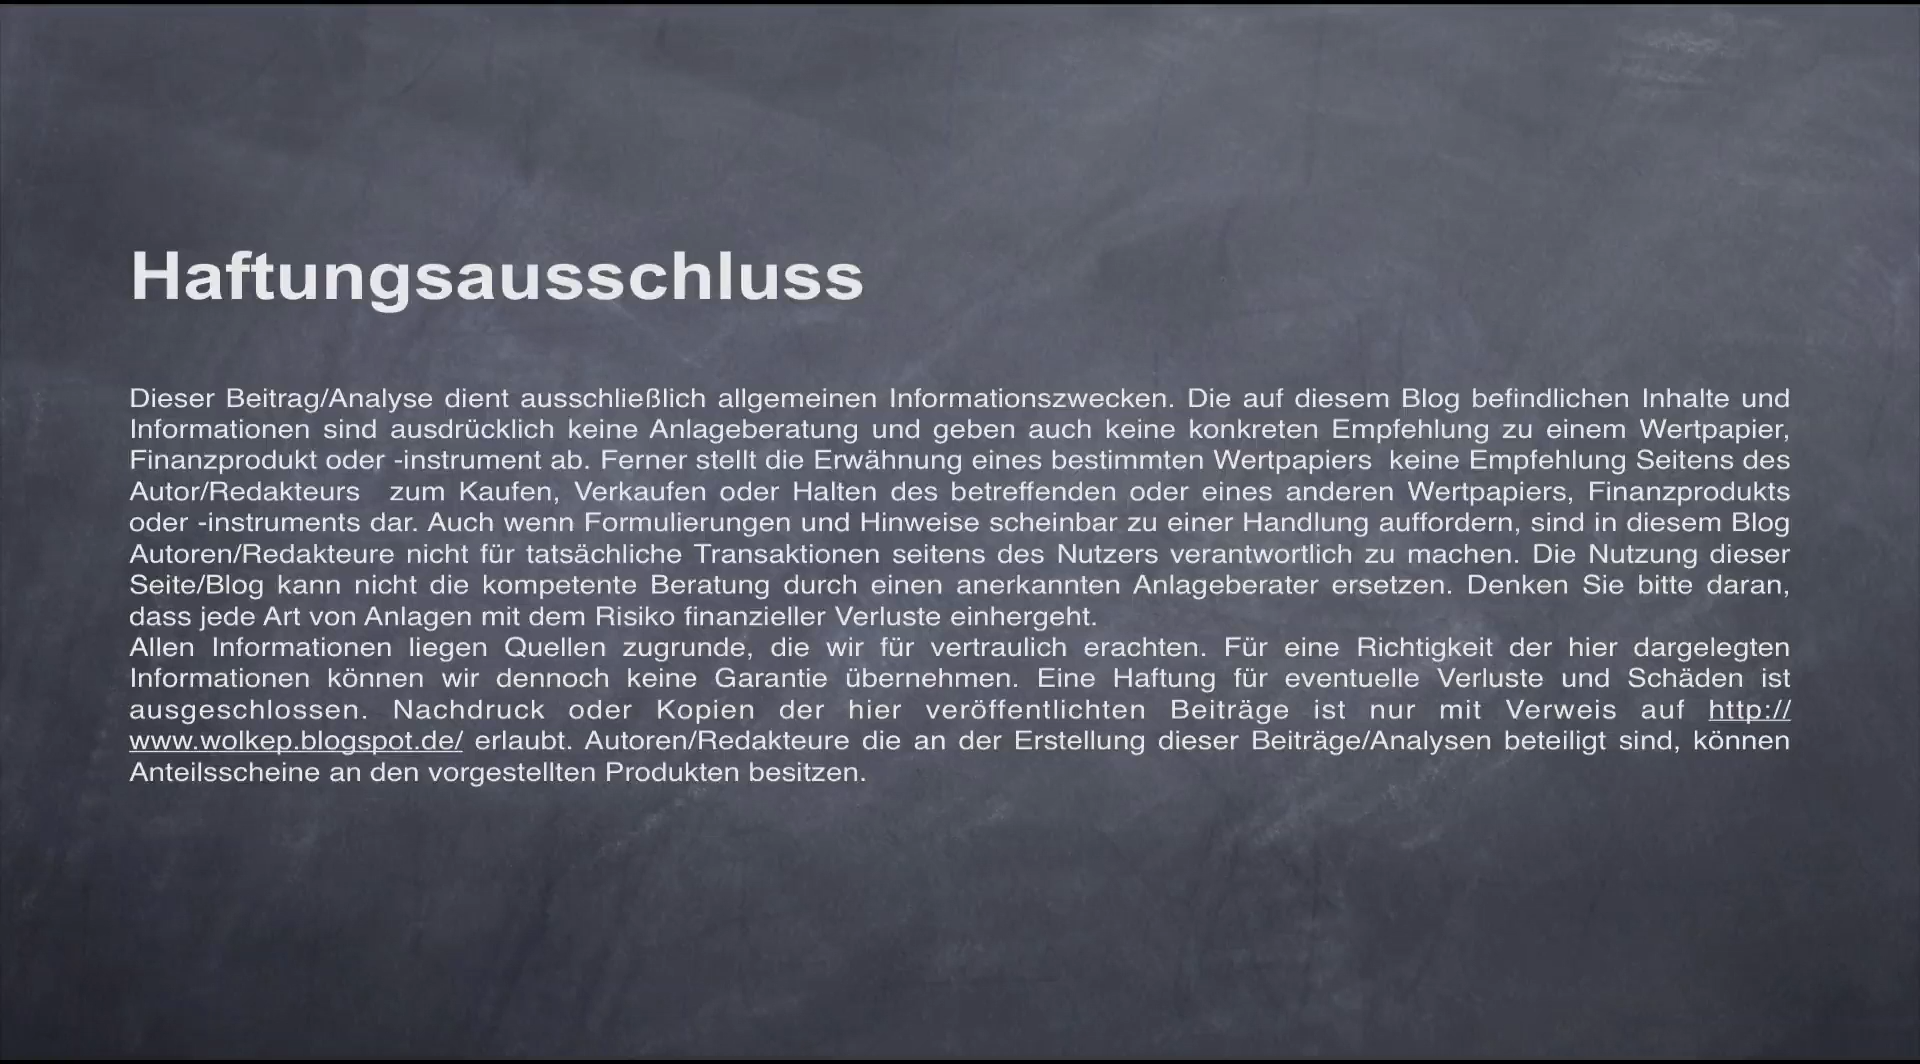 Haftungsausschluss
Dieser Beitrag/Analyse dient ausschließlich allgemeinen Informationszwecken. Die auf diesem Blog befindlichen Inhalte und
Informationen sind ausdrücklich keine Anlageberatung und geben auch keine konkreten Empfehlung zu einem Wertpapier,
Finanzprodukt oder -instrument ab. Ferner stellt die Erwähnung eines bestimmten Wertpapiers keine Empfehlung Seitens des
Autor/Redakteurs zum Kaufen, Verkaufen oder Halten des betreffenden oder eines anderen Wertpapiers, Finanzprodukts
oder -instruments dar. Auch wenn Formulierungen und Hinweise scheinbar zu einer Handlung auffordern, sind in diesem Blog
Autoren/Redakteure nicht für tatsächliche Transaktionen seitens des Nutzers verantwortlich zu machen. Die Nutzung dieser
Seite/Blog kann nicht die kompetente Beratung durch einen anerkannten Anlageberater ersetzen. Denken Sie bitte daran,
dass jede Art von Anlagen mit dem Risiko finanzieller Verluste einhergeht.
Allen Informationen liegen Quellen zugrunde, die wir für vertraulich erachten. Für eine Richtigkeit der hier dargelegten
Informationen können wir dennoch keine Garantie übernehmen. Eine Haftung für eventuelle Verluste und Schäden ist
ausgeschlossen. Nachdruck oder Kopien der hier veröffentlichten Beiträge ist nur mit Verweis auf http://
www.wolkep.blogspot.de/ erlaubt. Autoren/Redakteure die an der Erstellung dieser Beiträge/Analysen beteiligt sind, können
Anteilsscheine an den vorgestellten Produkten besitzen.